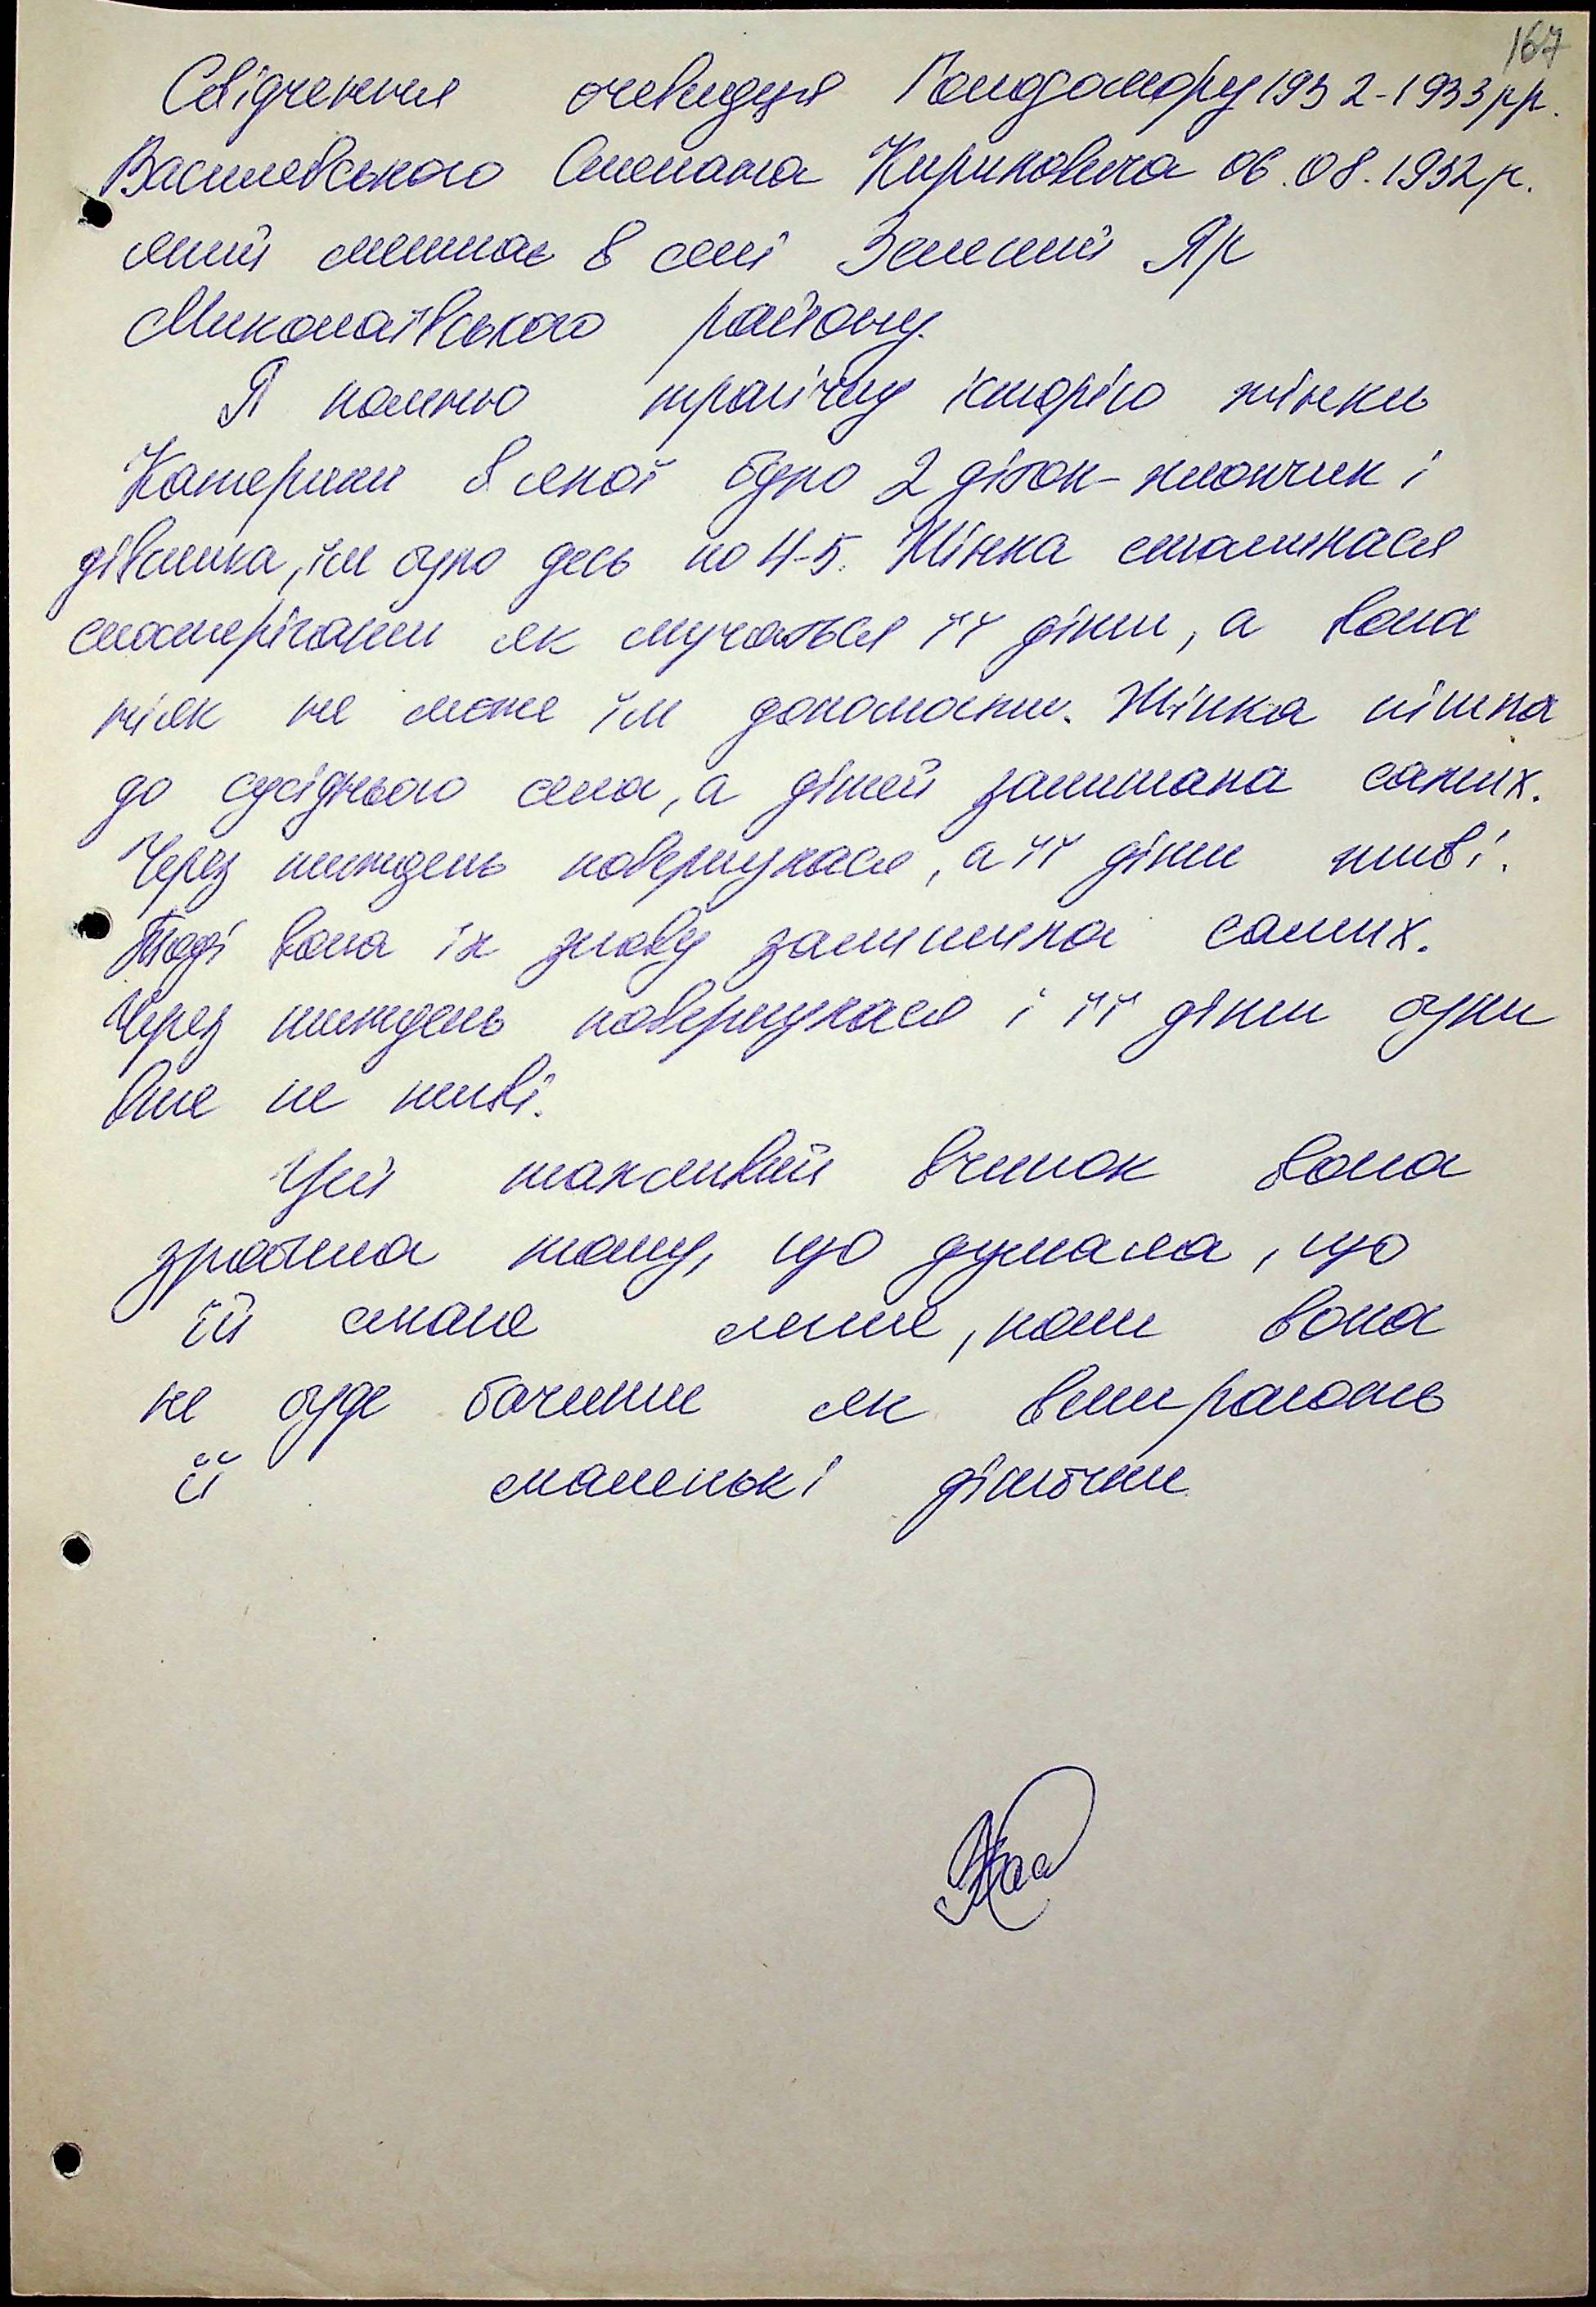 167
Свідчення очевидця Голодомору 1932-1933 рр.
Василевського Степана Кириловича 06.08.1932 р.
який мешкає в селі Зелений Яр
Миколаївського району.
Я помню трагічну історію жінки
Катерини в якої було 2 діток - хлопчик і
дівчинка, їм було десь по 4-5. Жінка стомилася
спостерігати як мучаться її діти, а вона
ніяк не може їм допомогти. Жінка пішла
до сусіднього села, а дітей залишила самих.
Через тиждень повернулася, а її діти живі.
Тоді вона їх знову залишила самих.
Через тиждень повернулася і її діти були
вже не живі.
Цей жахливий вчинок вона
зробила тому, що думала, що
їй стане легше, коли вона
не буде бачити як вмирають
її маленькі діточки